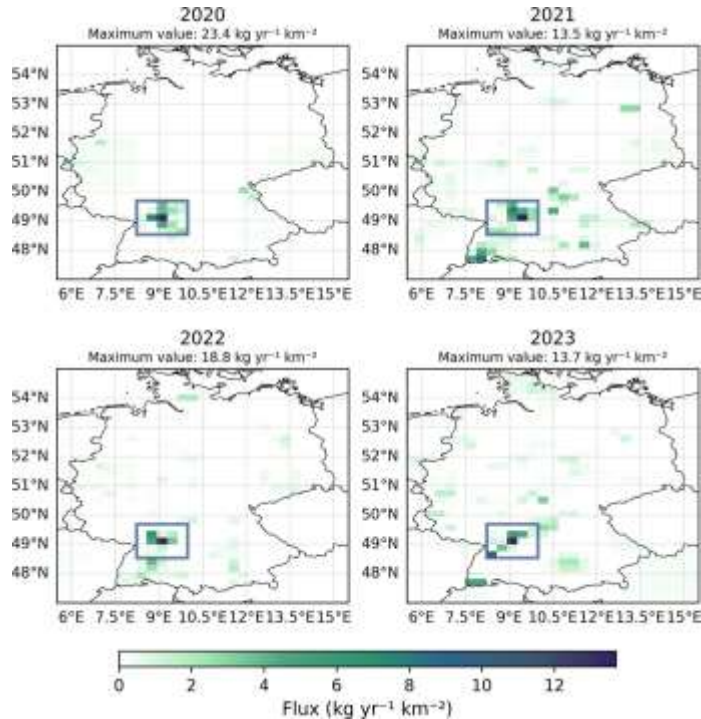 2020
Maximum value: 23.4 kg yr⁻¹ km⁻²
2021
Maximum value: 13.5 kg yr⁻¹ km⁻²
54°N
53°N
52°N
51°N
50°N
49°N
48°N
54°N
53°N
52°N
51°N
50°N
49°N
48°N
6°E 7.5°E 9°E 10.5°E 12°E 13.5°E 15°E
6°E 7.5°E 9°E 10.5°E 12°E 13.5°E 15°E
2022
Maximum value: 18.8 kg yr⁻¹ km⁻²
2023
Maximum value: 13.7 kg yr⁻¹ km⁻²
54°N
53°N
52°N
51°N
50°N
49°N
48°N
54°N
53°N
52°N
51°N
50°N
49°N
48°N
6°E 7.5°E 9°E 10.5°E 12°E 13.5°E 15°E
6°E 7.5°E 9°E 10.5°E 12°E 13.5°E 15°E
0 2 4 6 8 10 12
Flux (kg yr⁻¹ km⁻²)